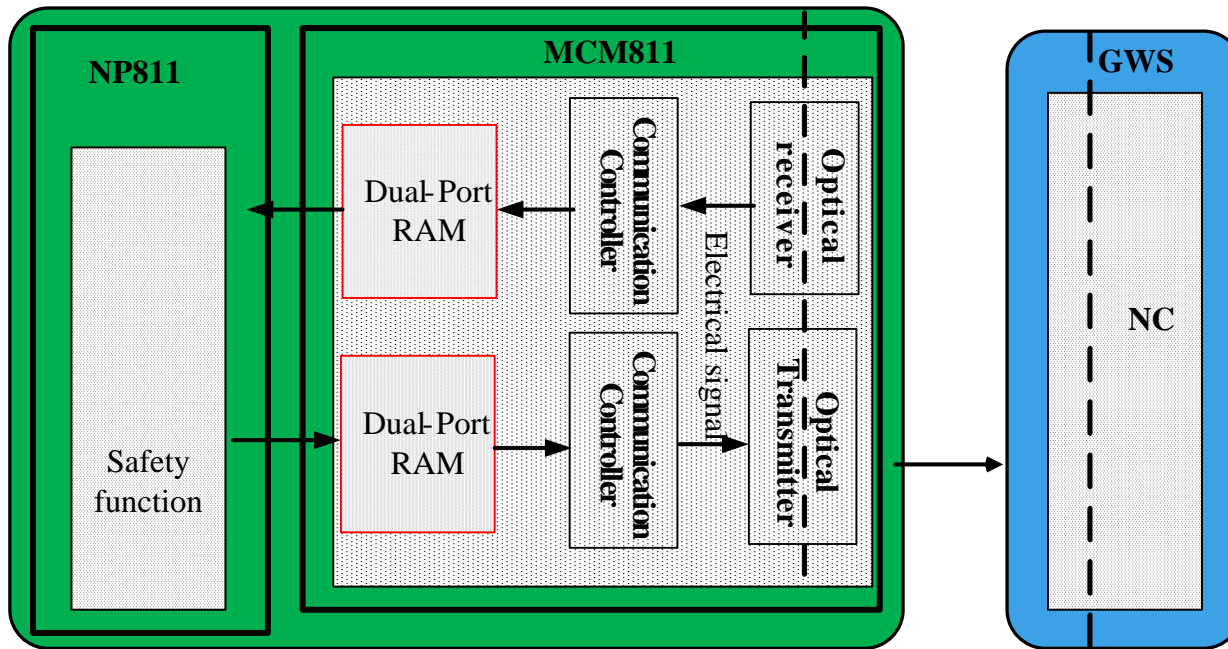 NP811
MCM811
GWS
Dual-Port
RAM
Communication
Controller
Optical
receiver
Electrical signal
NC
Dual-Port
RAM
Communication
Controller
Optical
Transmitter
Safety
function